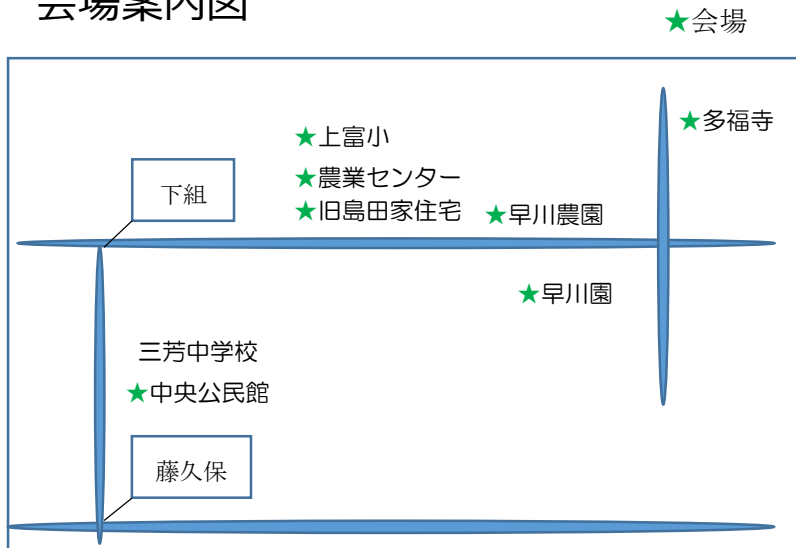 会場案内図
★会場
★多福寺
★上富小
下組
★農業センター
★旧島田家住宅
★早川農園
★早川園
三芳中学校
★中央公民館
藤久保